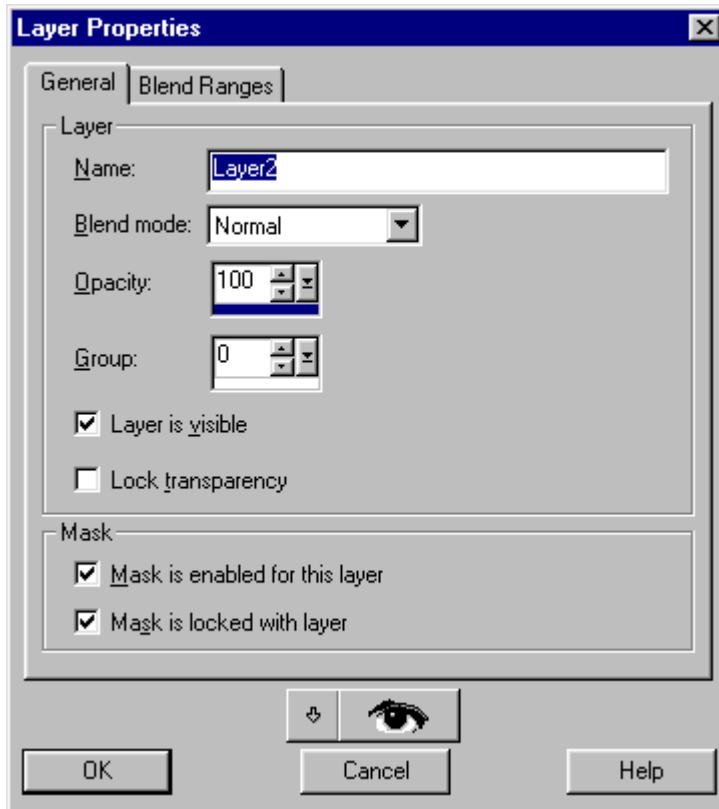 Layer Properties
General Blend Ranges
Layer
Name: Layer2
Blend mode: Normal
Opacity: 100
Group: 0
Layer is visible
Lock transparency
Mask
Mask is enabled for this layer
Mask is locked with layer
OK Cancel Help